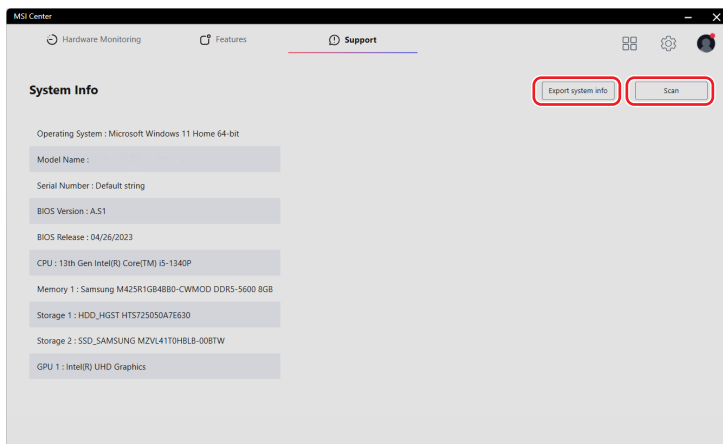 MSI Center
Hardware Monitoring
Features
Support
System Info
Export system info
Scan
Operating System : Microsoft Windows 11 Home 64-bit
Model Name :
Serial Number : Default string
BIOS Version : A.S1
BIOS Release : 04/26/2023
CPU : 13th Gen Intel(R) Core(TM) i5-1340P
Memory 1 : Samsung M425R1GB4BB0-CWMOD DDR5-5600 8GB
Storage 1 : HDD_HGST HTS725050A7E630
Storage 2 : SSD_SAMSUNG MZVL41T0HBLB-00BTW
GPU 1 : Intel(R) UHD Graphics